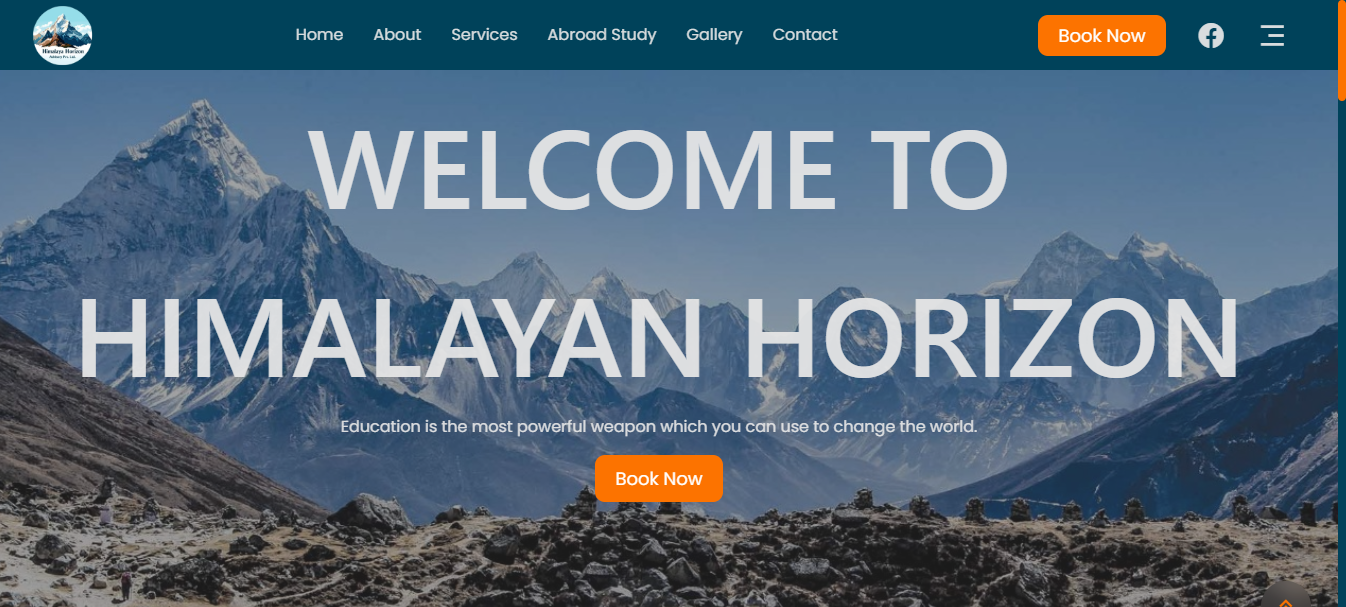 Himalaya Horizon
Home About Services Abroad Study Gallery Contact Book Now
WELCOME TO
HIMALAYAN HORIZON
Education is the most powerful weapon which you can use to change the world.
Book Now